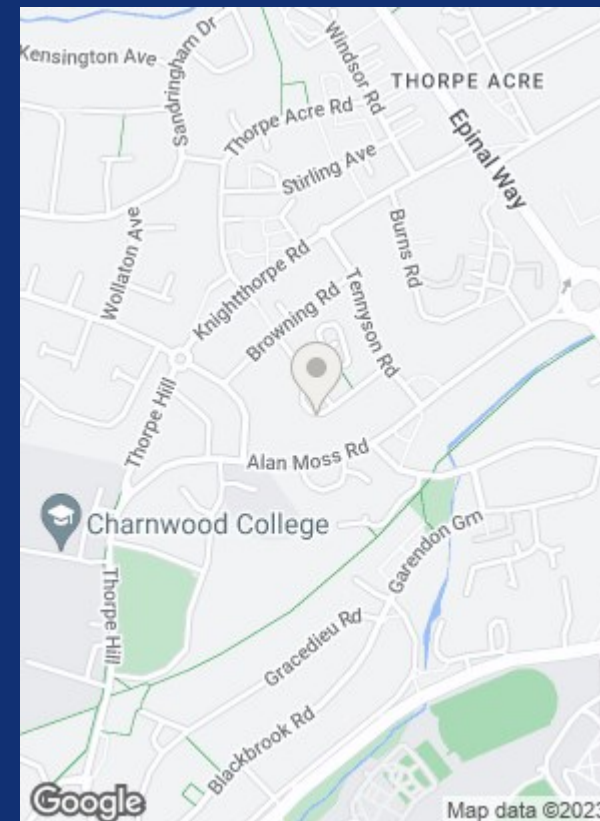 Kensington Ave
Sandringham Dr
Windsor Rd
THORPE ACRE
Thorpe Acre Rd
Epinal Way
Stirling Ave
Wollaton Ave
Burns Rd
Knightthorpe Rd
Tennyson Rd
Browning Rd
Thorpe Hill
Alan Moss Rd
Charnwood College
Garendon Grn
Thorpe Hill
Gracedieu Rd
Blackbrook Rd
Google
Map data ©2023